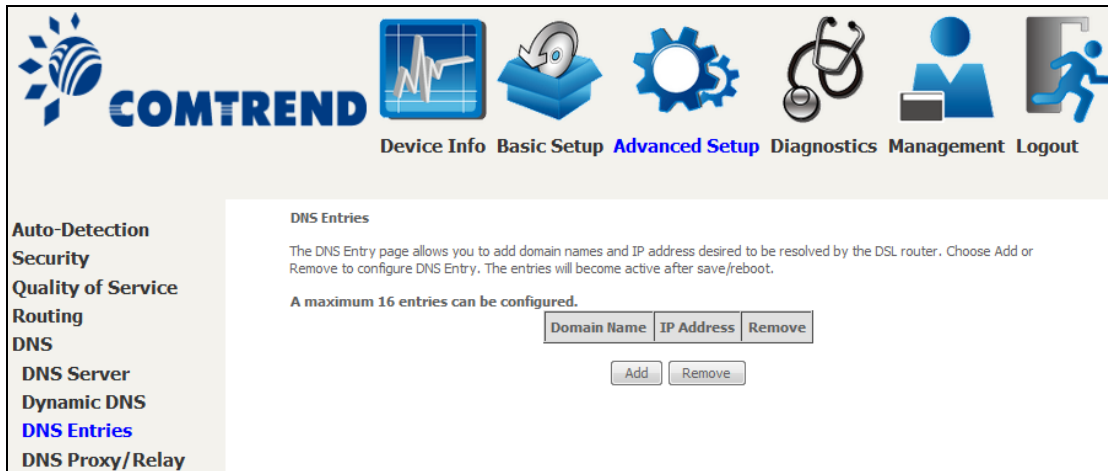 COMTREND
Device Info Basic Setup Advanced Setup Diagnostics Management Logout
Auto-Detection
Security
Quality of Service
Routing
DNS
DNS Server
Dynamic DNS
DNS Entries
DNS Proxy/Relay
DNS Entries
The DNS Entry page allows you to add domain names and IP address desired to be resolved by the DSL router. Choose Add or
Remove to configure DNS Entry. The entries will become active after save/reboot.
A maximum 16 entries can be configured.
Domain Name IP Address Remove
Add Remove